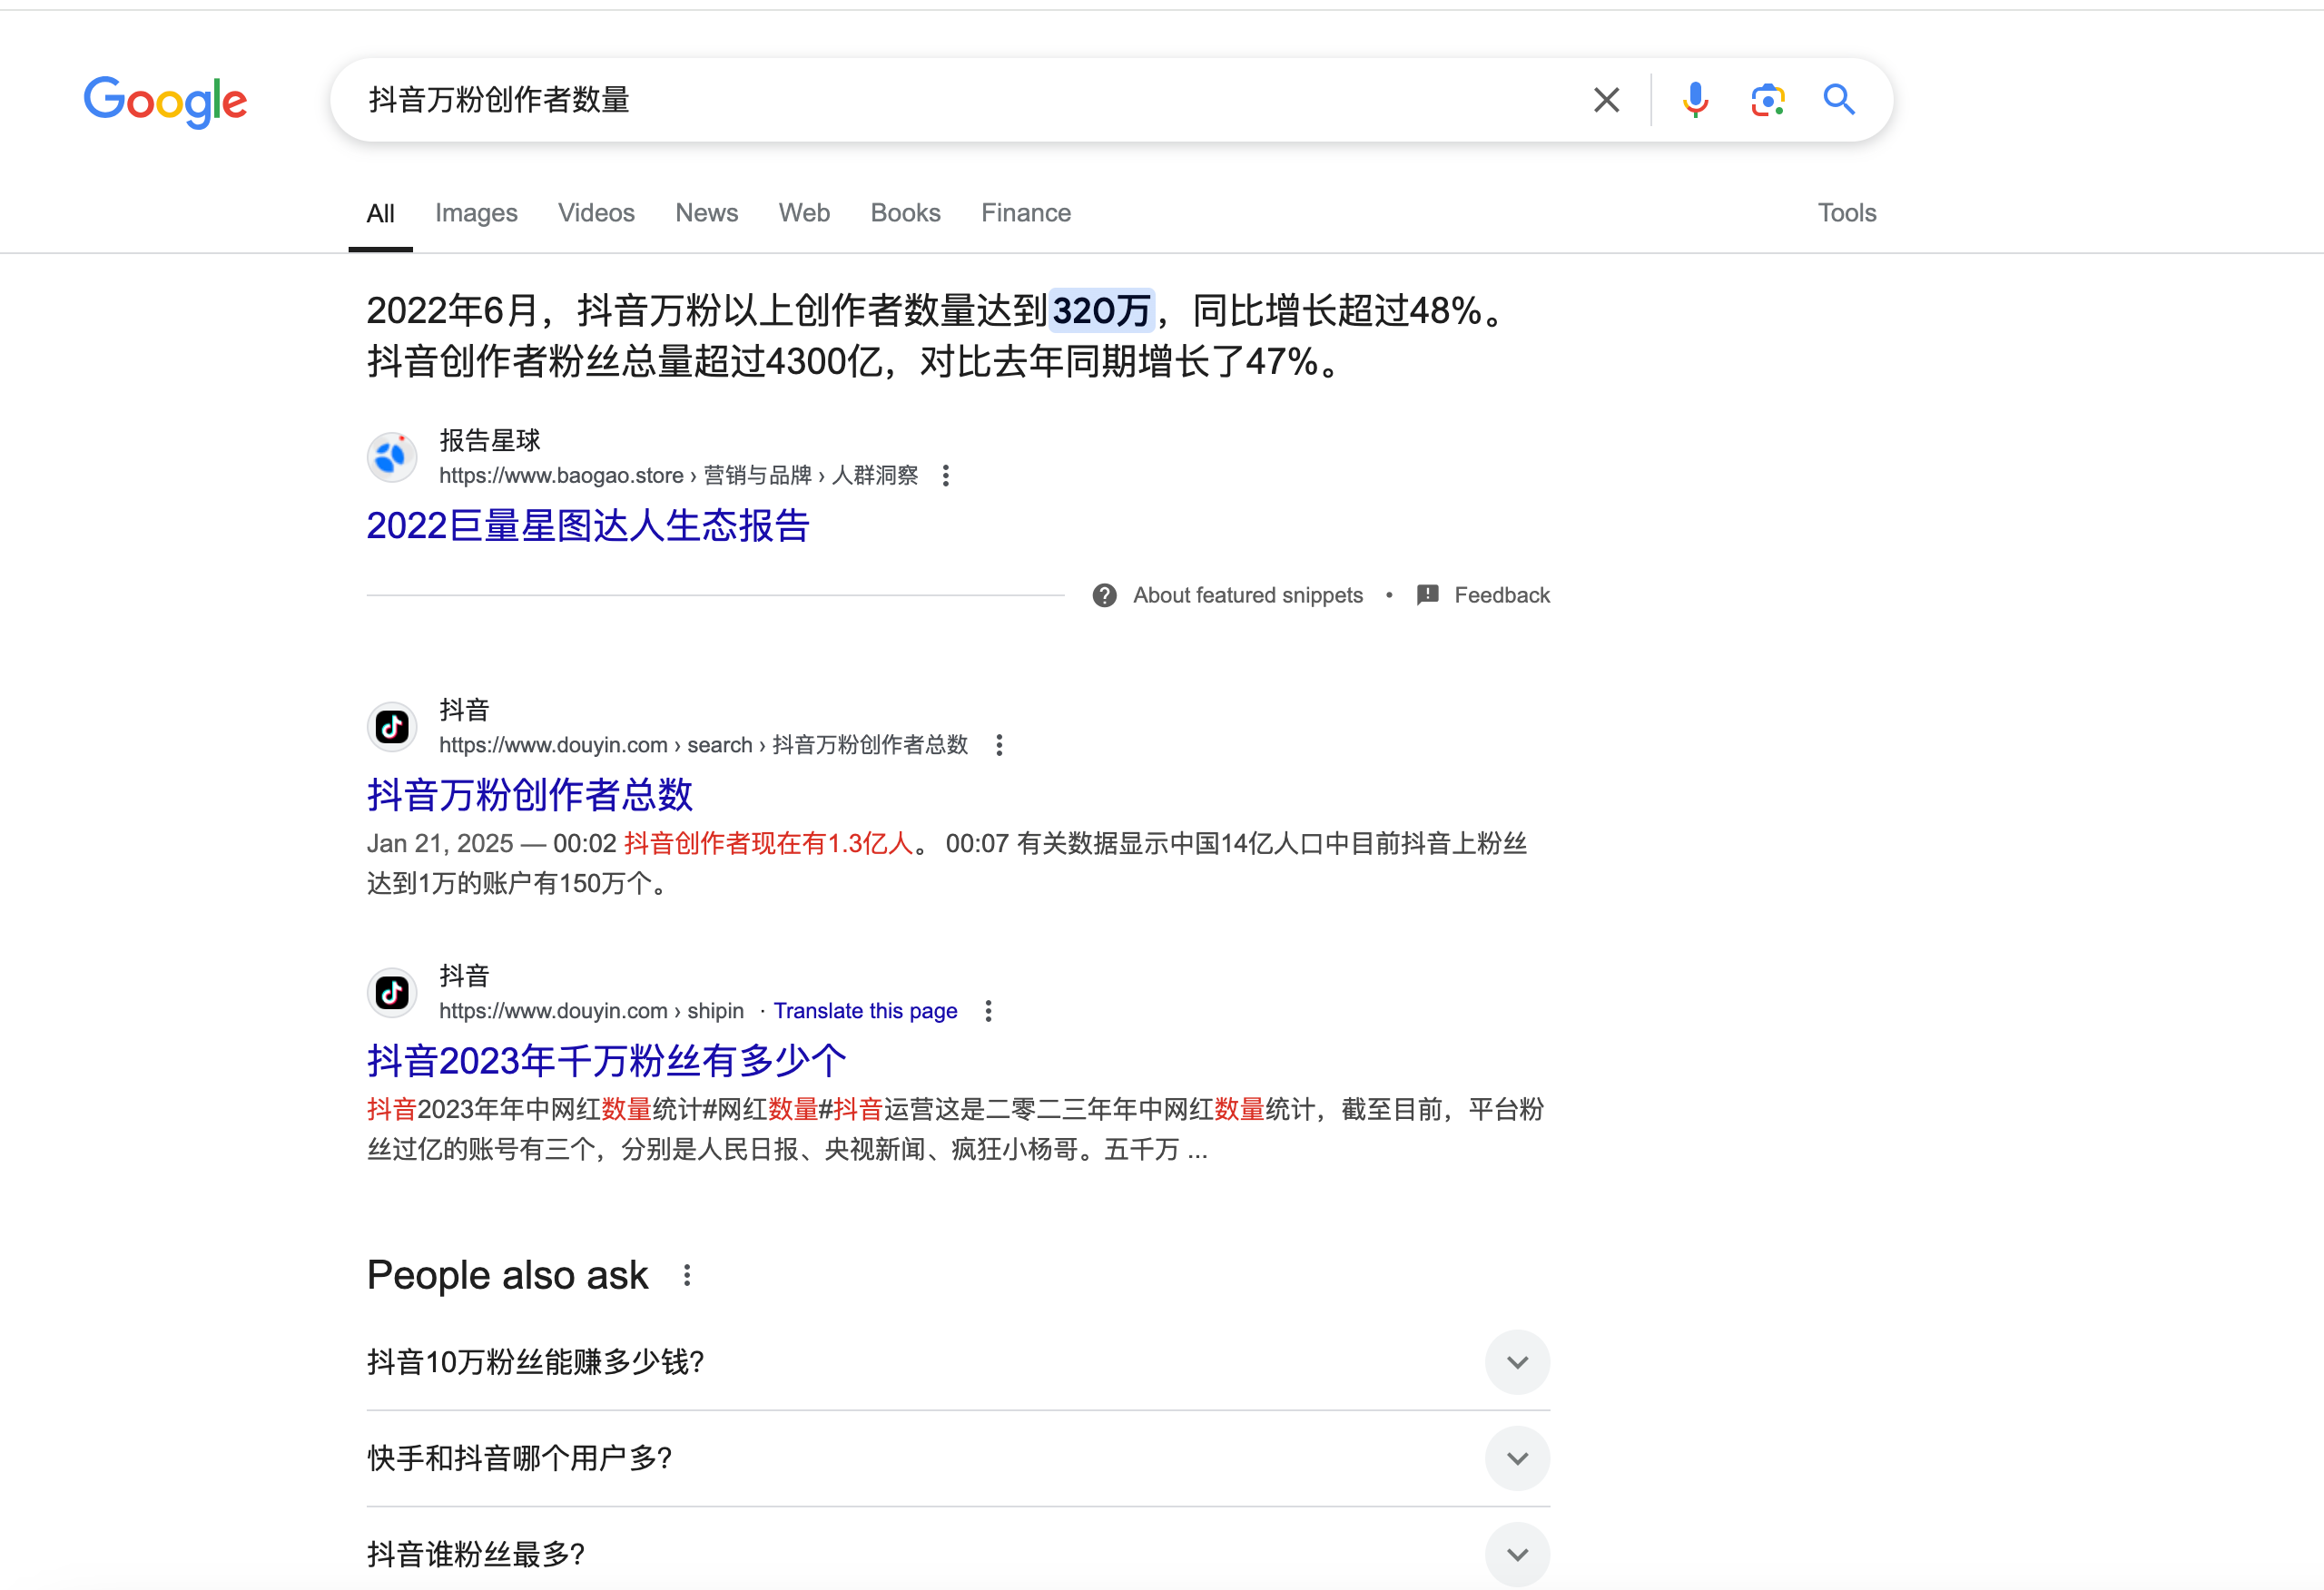 Google
抖音万粉创作者数量
All Images Videos News Web Books Finance Tools
2022年6月，抖音万粉以上创作者数量达到320万，同比增长超过48%。
抖音创作者粉丝总量超过4300亿，对比去年同期增长了47%。
报告星球
https://www.baogao.store › 营销与品牌 › 人群洞察
2022巨量星图达人生态报告
About featured snippets • Feedback
抖音
https://www.douyin.com › search › 抖音万粉创作者总数
抖音万粉创作者总数
Jan 21, 2025 — 00:02 抖音创作者现在有1.3亿人。 00:07 有关数据显示中国14亿人口中目前抖音上粉丝
达到1万的账户有150万个。
抖音
https://www.douyin.com › shipin · Translate this page
抖音2023年千万粉丝有多少个
抖音2023年年中网红数量统计#网红数量#抖音运营这是二零二三年年中网红数量统计，截至目前，平台粉
丝过亿的账号有三个，分别是人民日报、央视新闻、疯狂小杨哥。五千万 ...
People also ask
抖音10万粉丝能赚多少钱?
快手和抖音哪个用户多?
抖音谁粉丝最多?